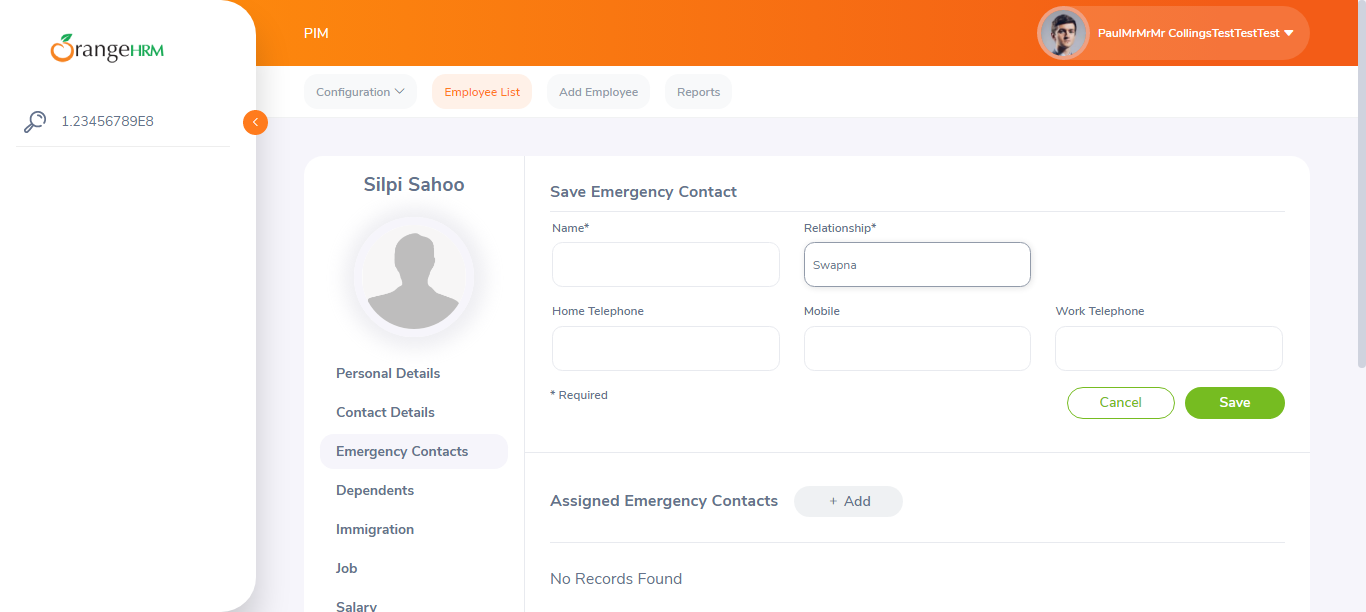 OrangeHRM
1.23456789E8
PIM
PaulMrMrMr CollingsTestTestTest
Configuration
Employee List
Add Employee
Reports
Silpi Sahoo
Personal Details
Contact Details
Emergency Contacts
Dependents
Immigration
Job
Salary
Save Emergency Contact
Name*
Relationship*
Swapna
Home Telephone
Mobile
Work Telephone
* Required
Cancel
Save
Assigned Emergency Contacts
+ Add
No Records Found